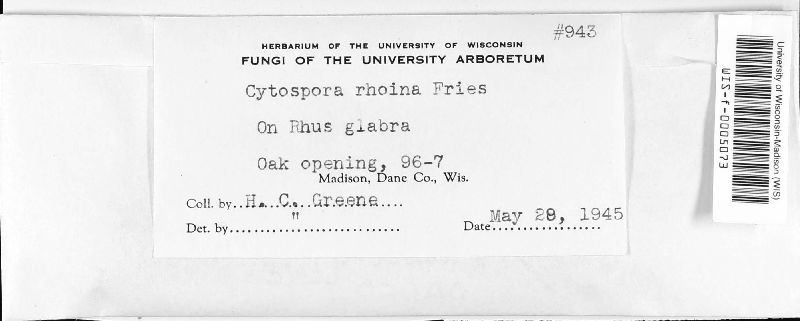 #943
HERBARIUM OF THE UNIVERSITY OF WISCONSIN
FUNGI OF THE UNIVERSITY ARBORETUM
Cytospora rhoina Fries
On Rhus glabra
Oak opening, 96-7
Madison, Dane Co., Wis.
Coll. by..H. C. Greene....
Det. by.........."................
Date May 28, 1945
University of Wisconsin-Madison (WIS)
WIS-f-0005073